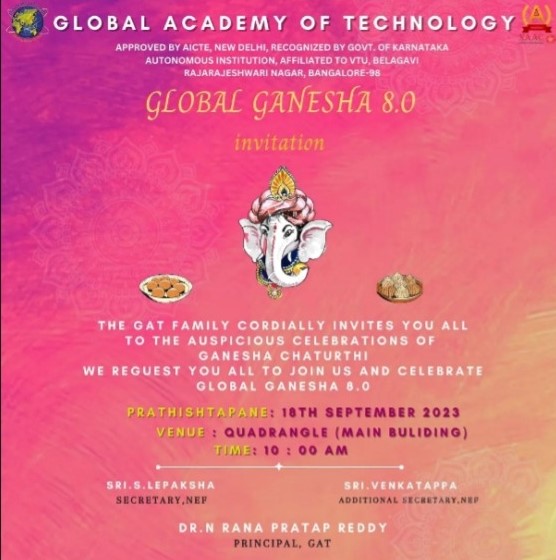 GLOBAL ACADEMY OF TECHNOLOGY
APPROVED BY AICTE, NEW DELHI, RECOGNIZED BY GOVT. OF KARNATAKA
AUTONOMOUS INSTITUTION, AFFILIATED TO VTU, BELAGAVI
RAJARAJESHWARI NAGAR, BANGALORE-98
GLOBAL GANESHA 8.0
invitation
THE GAT FAMILY CORDIALLY INVITES YOU ALL
TO THE AUSPICIOUS CELEBRATIONS OF
GANESHA CHATURTHI
WE REGUEST YOU ALL TO JOIN US AND CELEBRATE
GLOBAL GANESHA 8.0
PRATHISHTAPANE: 18TH SEPTEMBER 2023
VENUE : QUADRANGLE (MAIN BULIDING)
TIME: 10 : 00 AM
SRI.S.LEPAKSHA
SECRETARY,NEF
SRI.VENKATAPPA
ADDITIONAL SECRETARY,NEF
DR.N RANA PRATAP REDDY
PRINCIPAL, GAT